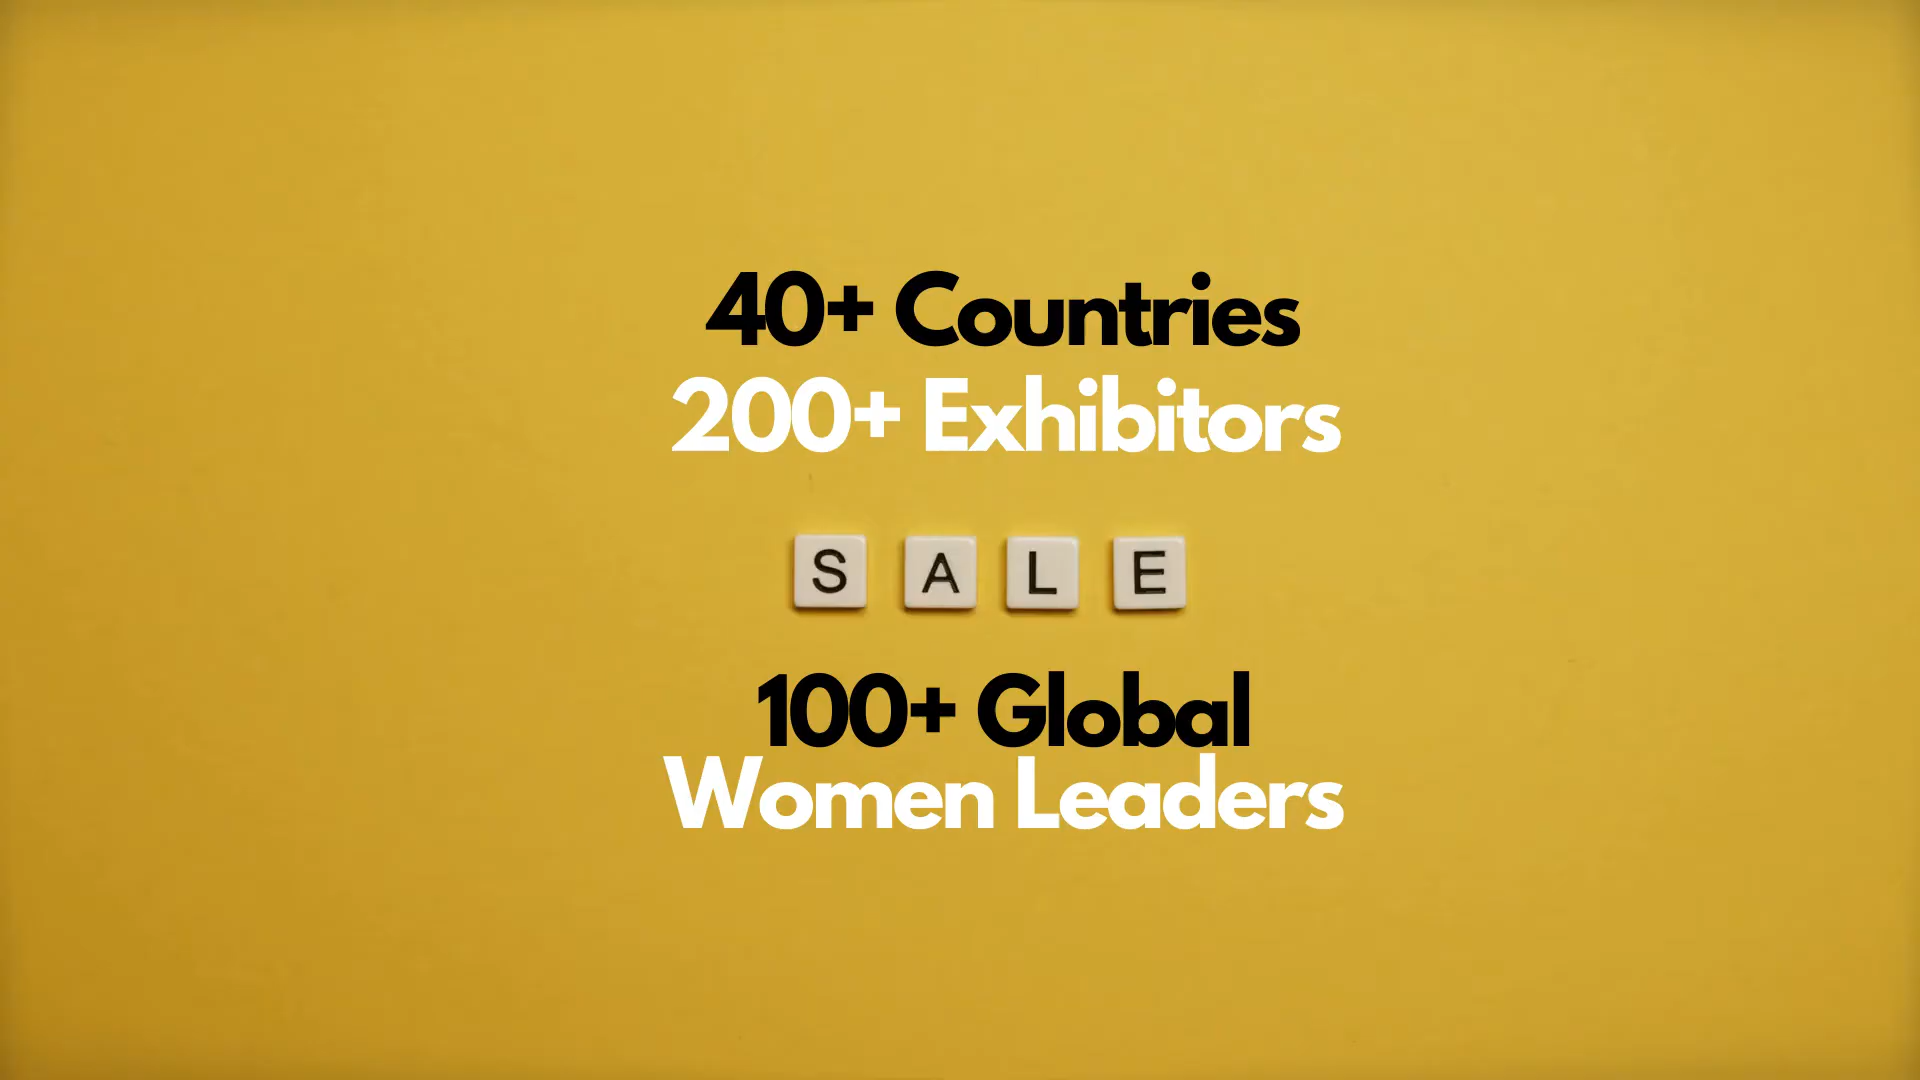 40+ Countries
200+ Exhibitors
S A L E
100+ Global
Women Leaders